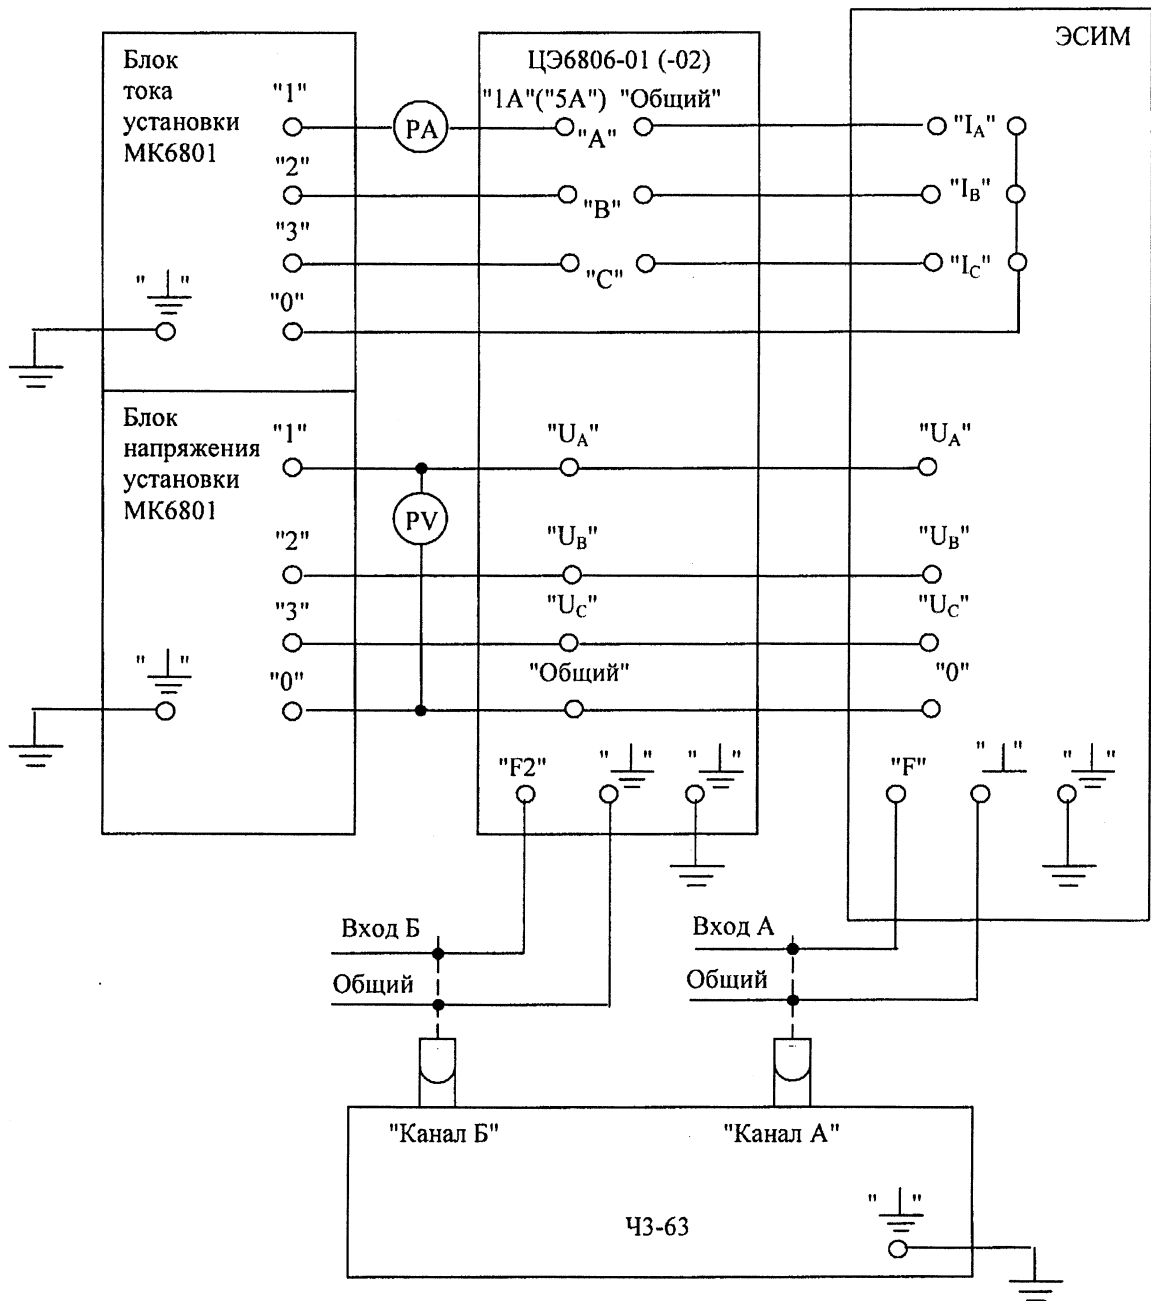 Блок
тока
установки
МК6801
"1"
"2"
"3"
"0"
" "
PA
ЦЭ6806-01 (-02)
"1А"("5А") "Общий"
"A"
"B"
"C"
ЭСИМ
"IA"
"IB"
"IC"
Блок
напряжения
установки
МК6801
"1"
"2"
"3"
"0"
" "
PV
"UA"
"UB"
"UC"
"Общий"
"UA"
"UB"
"UC"
"0"
"F2"
" "
" "
"F"
" "
" "
Вход Б
Общий
Вход А
Общий
"Канал Б"
"Канал А"
Ч3-63
" "